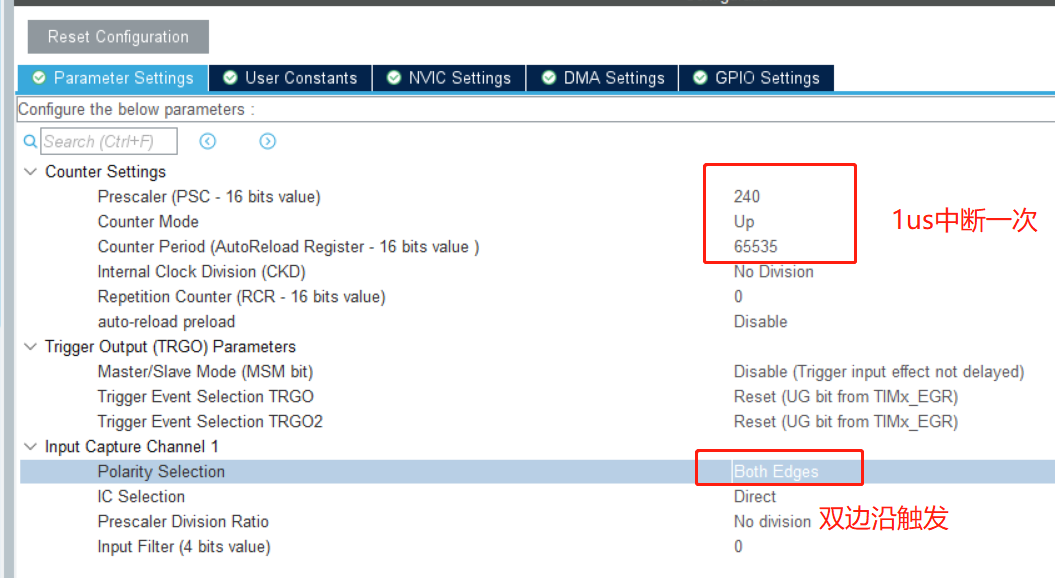 Reset Configuration
Parameter Settings User Constants NVIC Settings DMA Settings GPIO Settings
Configure the below parameters :
Search (Ctrl+F)
Counter Settings
Prescaler (PSC - 16 bits value) 240
Counter Mode Up
Counter Period (AutoReload Register - 16 bits value ) 65535
1us中断一次
Internal Clock Division (CKD) No Division
Repetition Counter (RCR - 16 bits value) 0
auto-reload preload Disable
Trigger Output (TRGO) Parameters
Master/Slave Mode (MSM bit) Disable (Trigger input effect not delayed)
Trigger Event Selection TRGO Reset (UG bit from TIMx_EGR)
Trigger Event Selection TRGO2 Reset (UG bit from TIMx_EGR)
Input Capture Channel 1
Polarity Selection Both Edges
IC Selection Direct
Prescaler Division Ratio No division
双边沿触发
Input Filter (4 bits value) 0